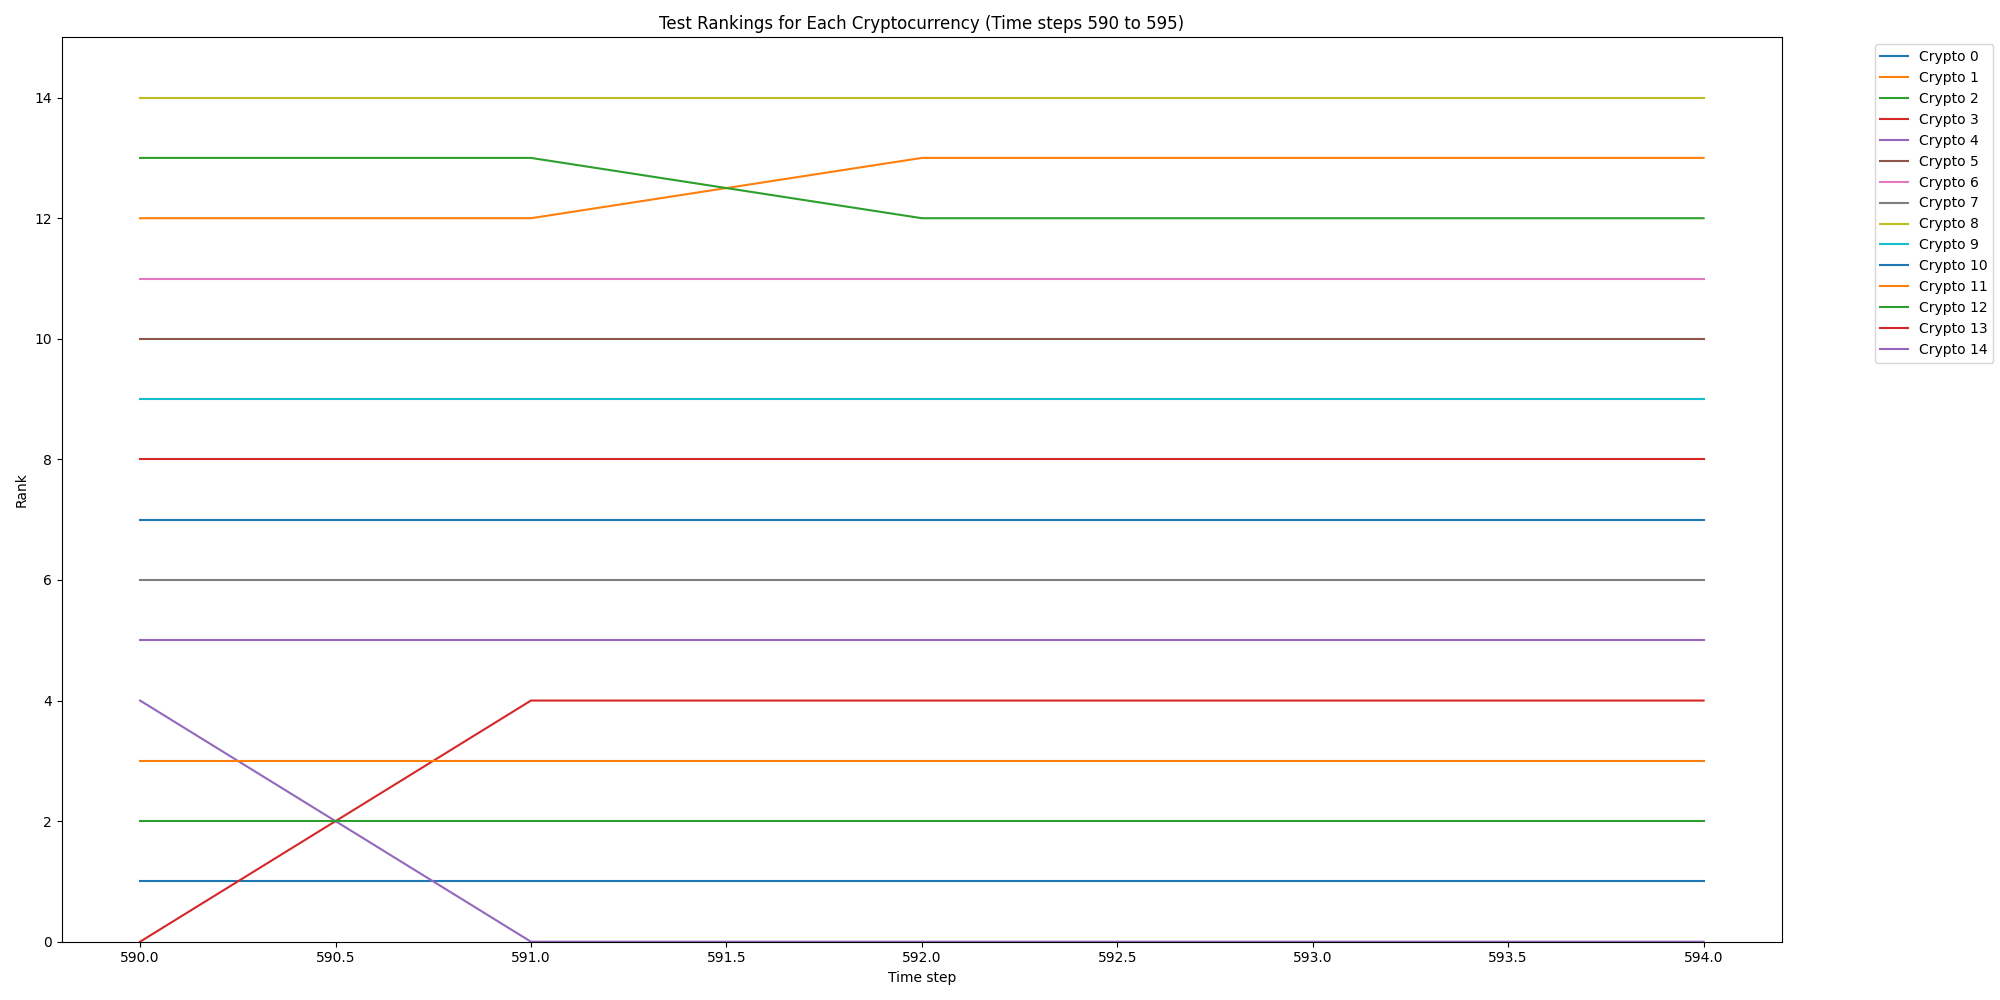 Test Rankings for Each Cryptocurrency (Time steps 590 to 595)
Rank
14
12
10
8
6
4
2
0
590.0 590.5 591.0 591.5 592.0 592.5 593.0 593.5 594.0
Time step
Crypto 0
Crypto 1
Crypto 2
Crypto 3
Crypto 4
Crypto 5
Crypto 6
Crypto 7
Crypto 8
Crypto 9
Crypto 10
Crypto 11
Crypto 12
Crypto 13
Crypto 14